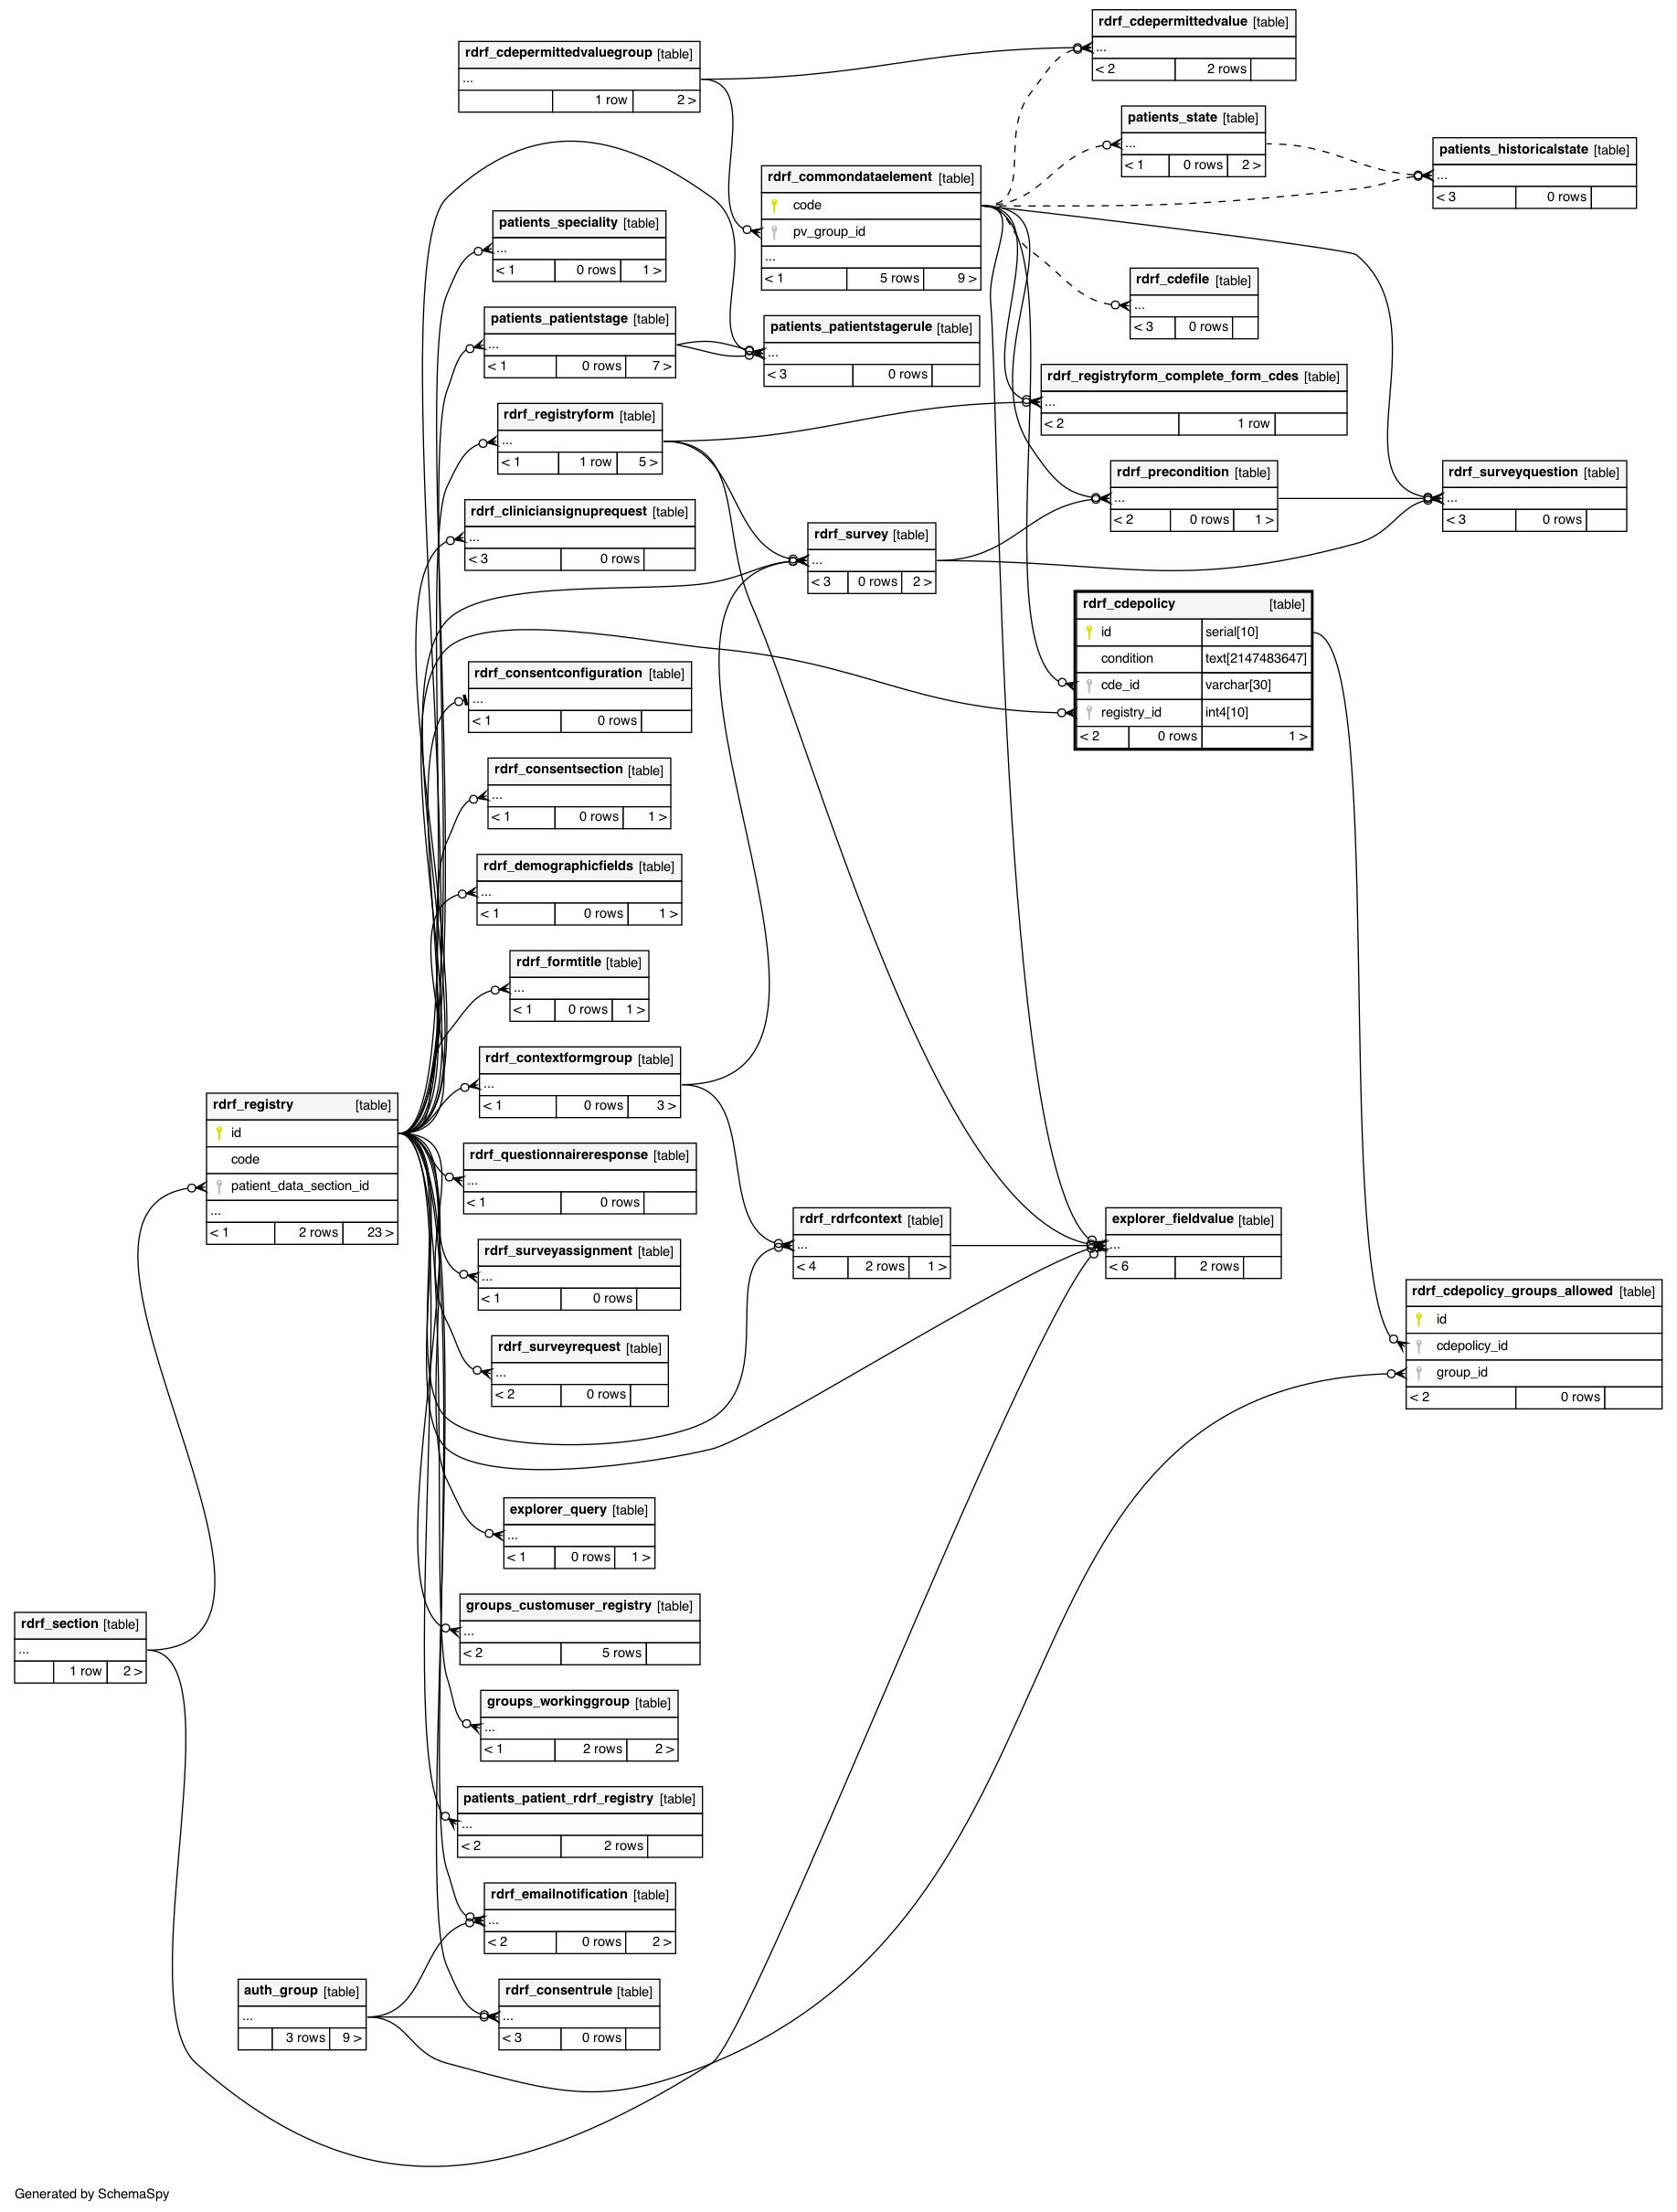 rdrf_cdepermittedvalue [table]
...
< 2 2 rows
rdrf_cdepermittedvaluegroup [table]
...
1 row 2 >
patients_state [table]
...
< 1 0 rows 2 >
patients_historicalstate [table]
...
< 3 0 rows
rdrf_commondataelement [table]
code
pv_group_id
...
< 1 5 rows 9 >
patients_speciality [table]
...
< 1 0 rows 1 >
rdrf_cdefile [table]
...
< 3 0 rows
patients_patientstage [table]
...
< 1 0 rows 7 >
patients_patientstagerule [table]
...
< 3 0 rows
rdrf_registryform_complete_form_cdes [table]
...
< 2 1 row
rdrf_registryform [table]
...
< 1 1 row 5 >
rdrf_precondition [table]
...
< 2 0 rows 1 >
rdrf_surveyquestion [table]
...
< 3 0 rows
rdrf_cliniciansignuprequest [table]
...
< 3 0 rows
rdrf_survey [table]
...
< 3 0 rows 2 >
rdrf_cdepolicy [table]
id serial[10]
condition text[2147483647]
cde_id varchar[30]
registry_id int4[10]
< 2 0 rows 1 >
rdrf_consentconfiguration [table]
...
< 1 0 rows
rdrf_consentsection [table]
...
< 1 0 rows 1 >
rdrf_demographicfields [table]
...
< 1 0 rows 1 >
rdrf_formtitle [table]
...
< 1 0 rows 1 >
rdrf_contextformgroup [table]
...
< 1 0 rows 3 >
rdrf_registry [table]
id
code
patient_data_section_id
...
< 1 2 rows 23 >
rdrf_questionnaireresponse [table]
...
< 1 0 rows
rdrf_rdrfcontext [table]
...
< 4 2 rows 1 >
explorer_fieldvalue [table]
...
< 6 2 rows
rdrf_surveyassignment [table]
...
< 1 0 rows
rdrf_cdepolicy_groups_allowed [table]
id
cdepolicy_id
group_id
< 2 0 rows
rdrf_surveyrequest [table]
...
< 2 0 rows
explorer_query [table]
...
< 1 0 rows 1 >
groups_customuser_registry [table]
...
< 2 5 rows
rdrf_section [table]
...
1 row 2 >
groups_workinggroup [table]
...
< 1 2 rows 2 >
patients_patient_rdrf_registry [table]
...
< 2 2 rows
rdrf_emailnotification [table]
...
< 2 0 rows 2 >
auth_group [table]
...
3 rows 9 >
rdrf_consentrule [table]
...
< 3 0 rows
Generated by SchemaSpy